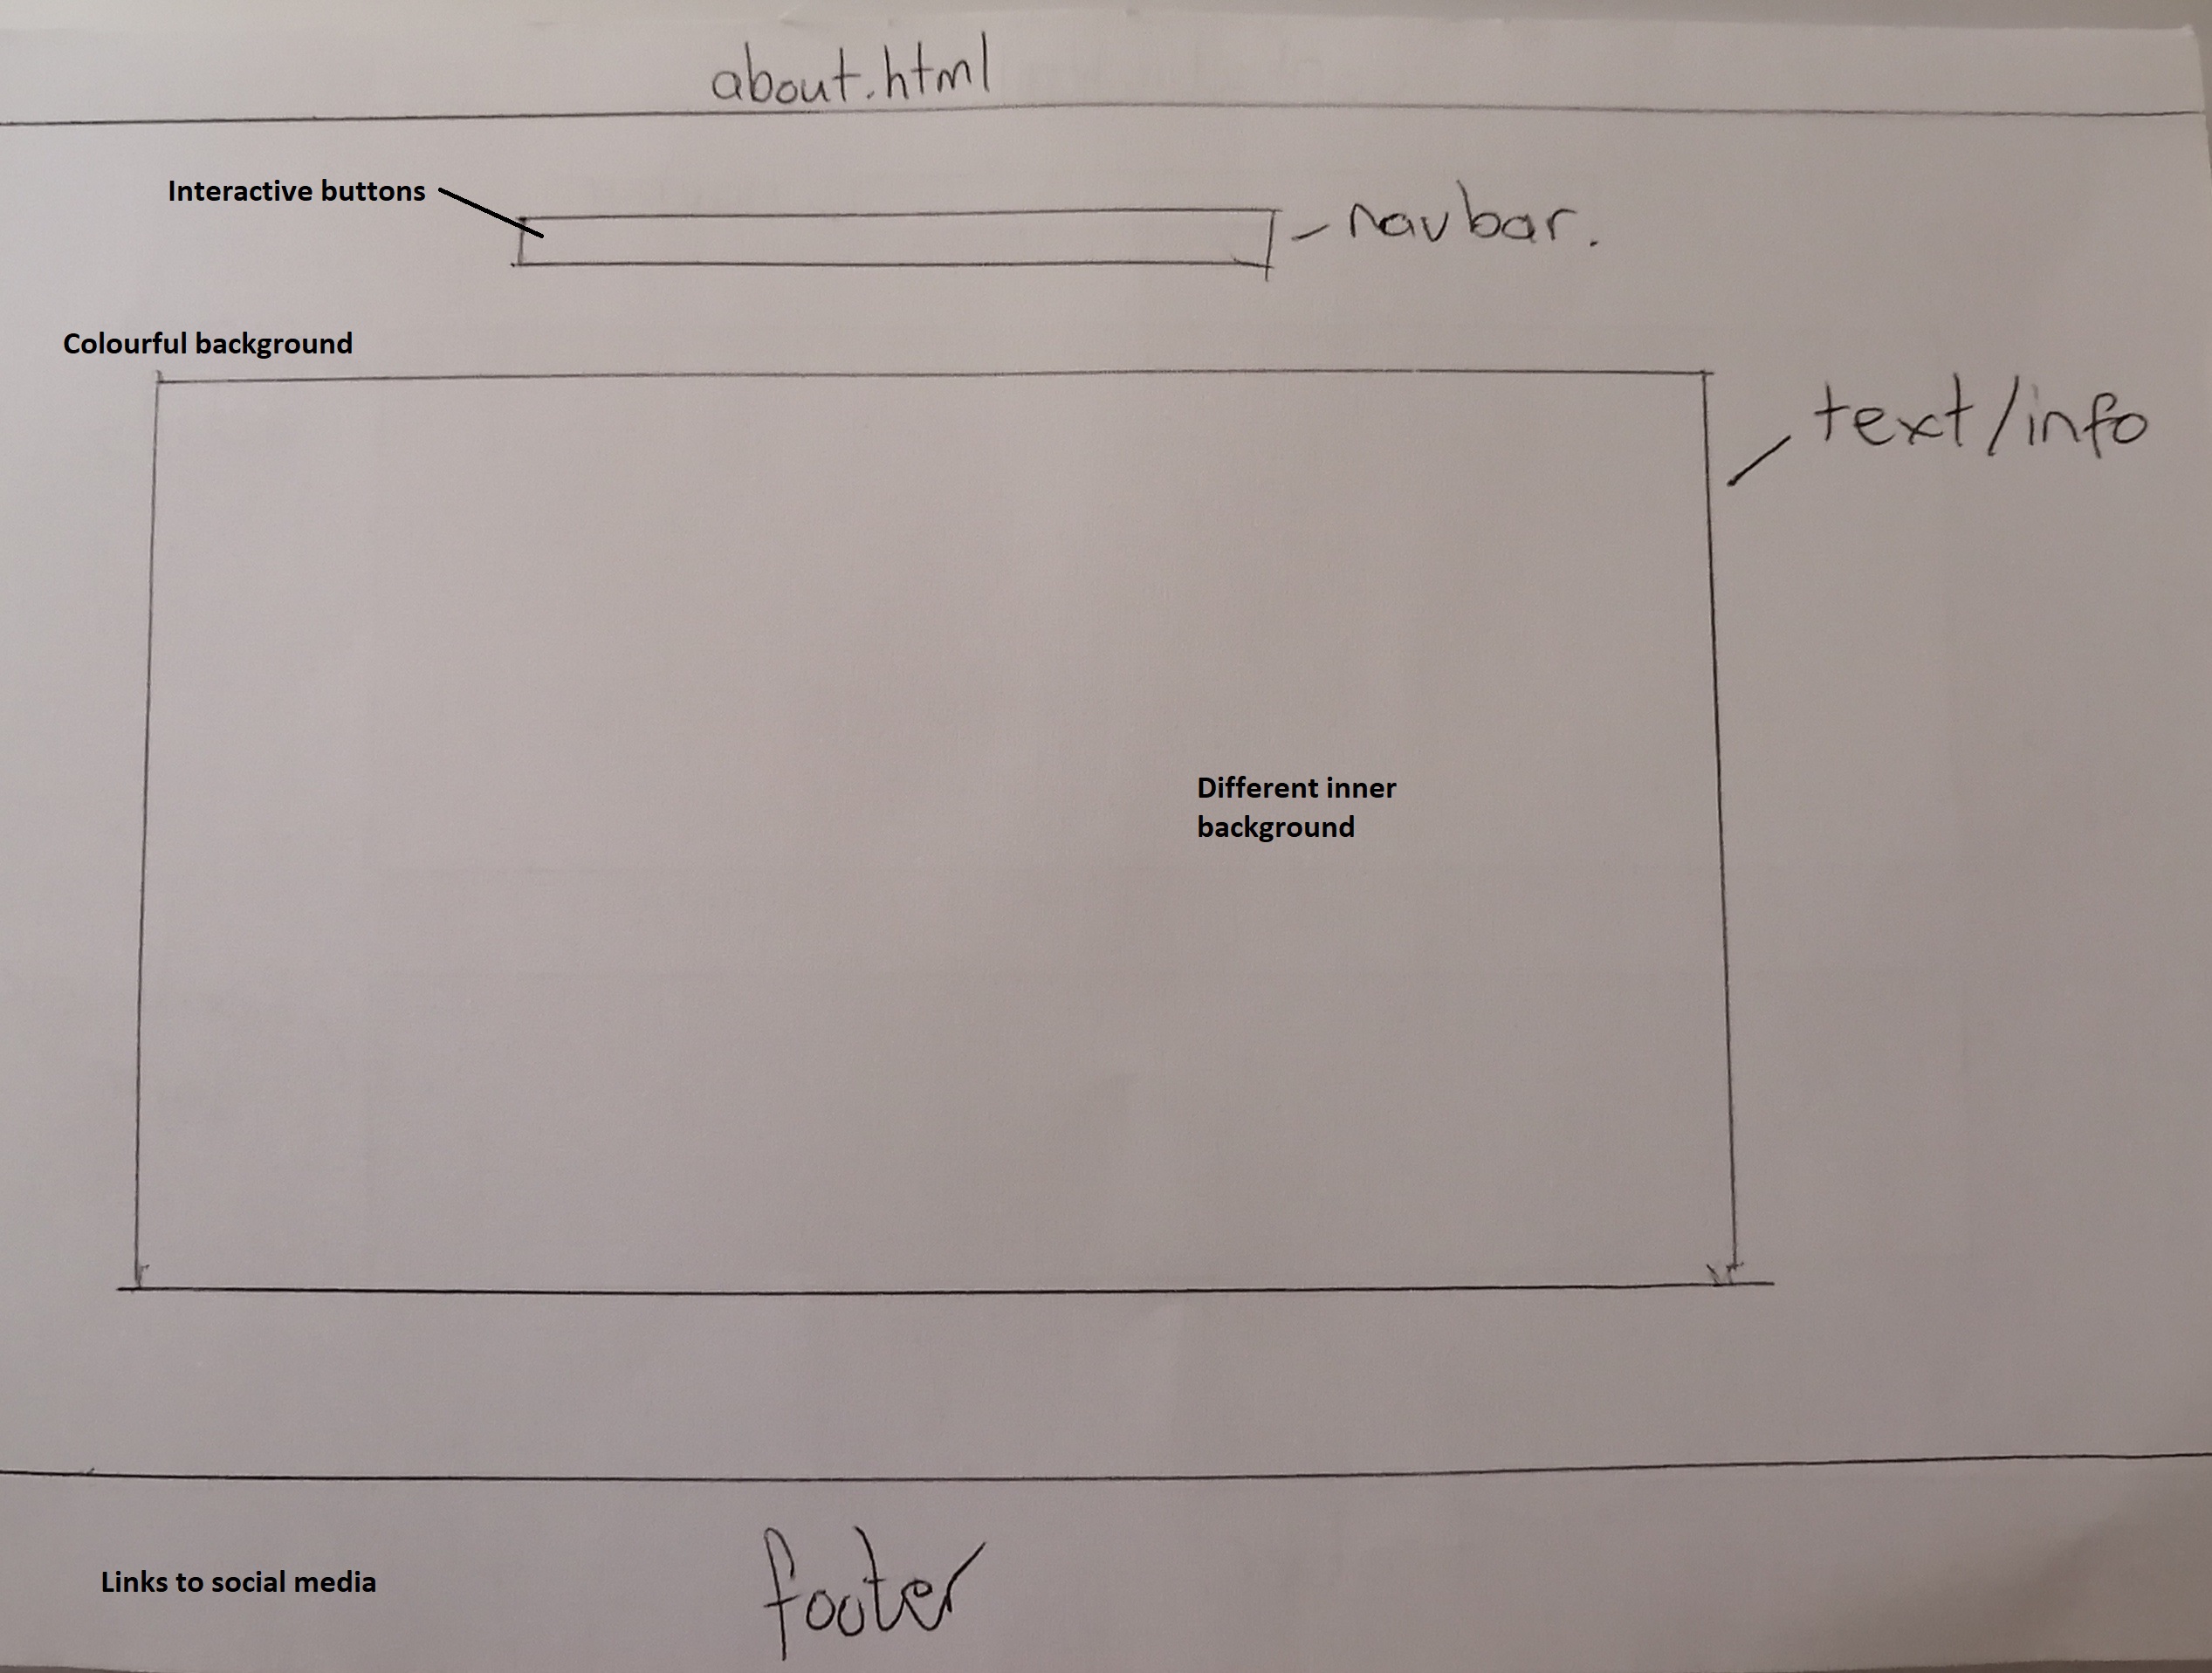 about.html
Interactive buttons
navbar.
Colourful background
text/info
Different inner
background
Links to social media
footer